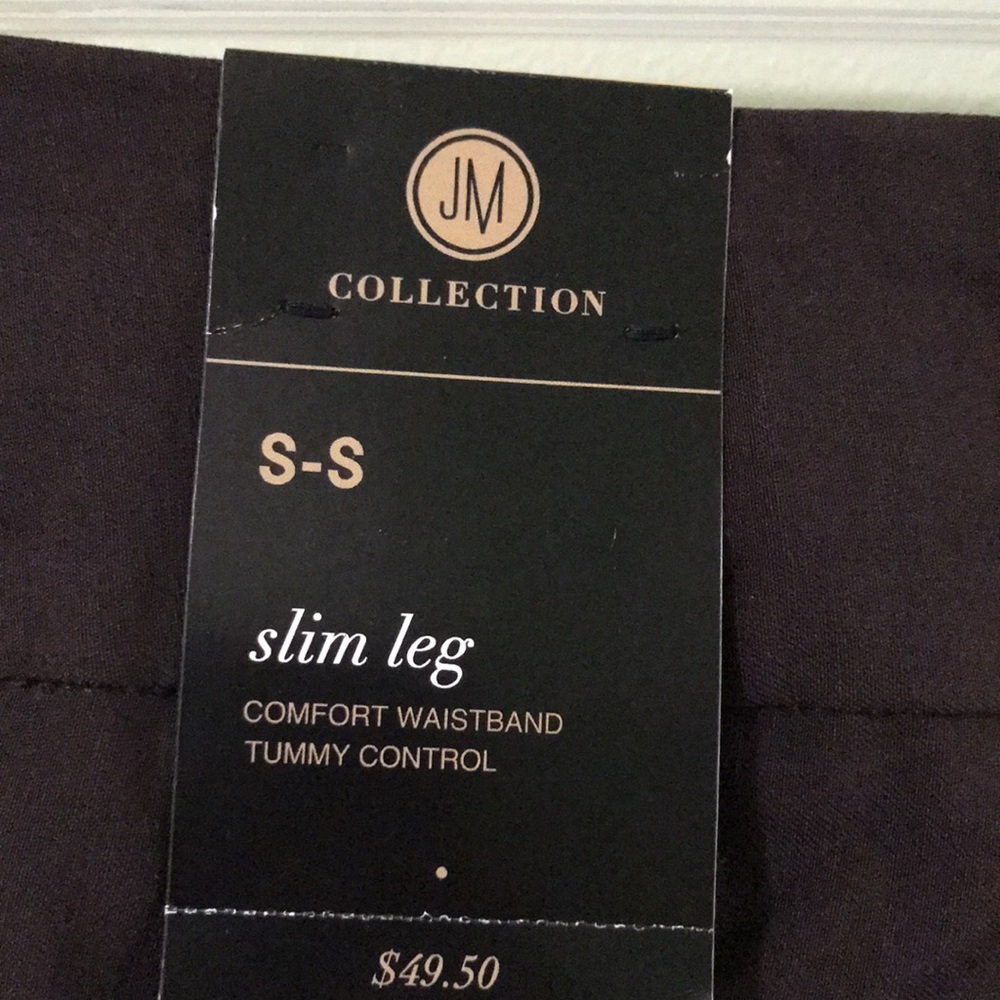 JM
COLLECTION
S-S
slim leg
COMFORT WAISTBAND
TUMMY CONTROL
$49.50